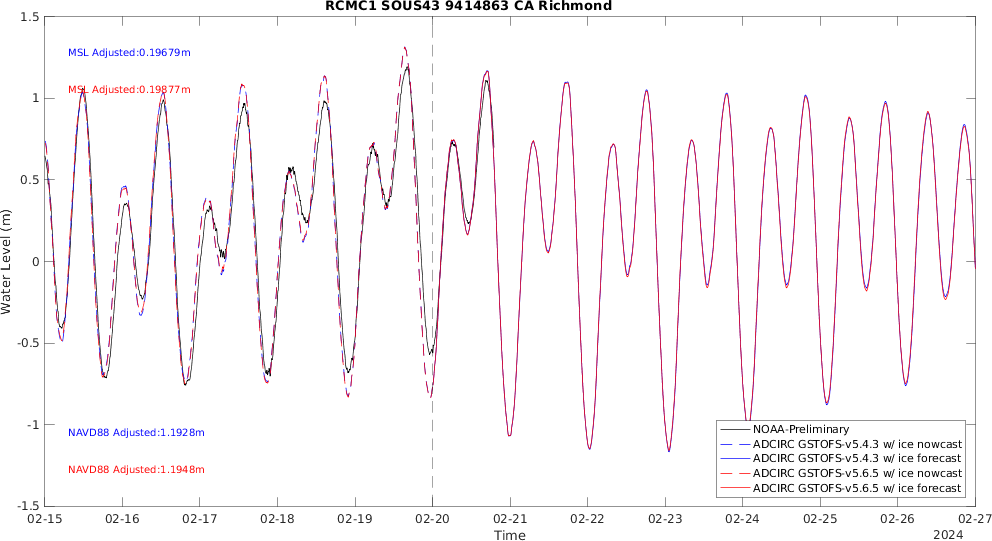 RCMC1 SOUS43 9414863 CA Richmond
1.5
1
0.5
0
-0.5
-1
-1.5
Water Level (m)
MSL Adjusted:0.19679m
MSL Adjusted:0.19877m
NAVD88 Adjusted:1.1928m
NAVD88 Adjusted:1.1948m
NOAA-Preliminary
ADCIRC GSTOFS-v5.4.3 w/ ice nowcast
ADCIRC GSTOFS-v5.4.3 w/ ice forecast
ADCIRC GSTOFS-v5.6.5 w/ ice nowcast
ADCIRC GSTOFS-v5.6.5 w/ ice forecast
02-15 02-16 02-17 02-18 02-19 02-20 02-21 02-22 02-23 02-24 02-25 02-26 02-27
Time
2024